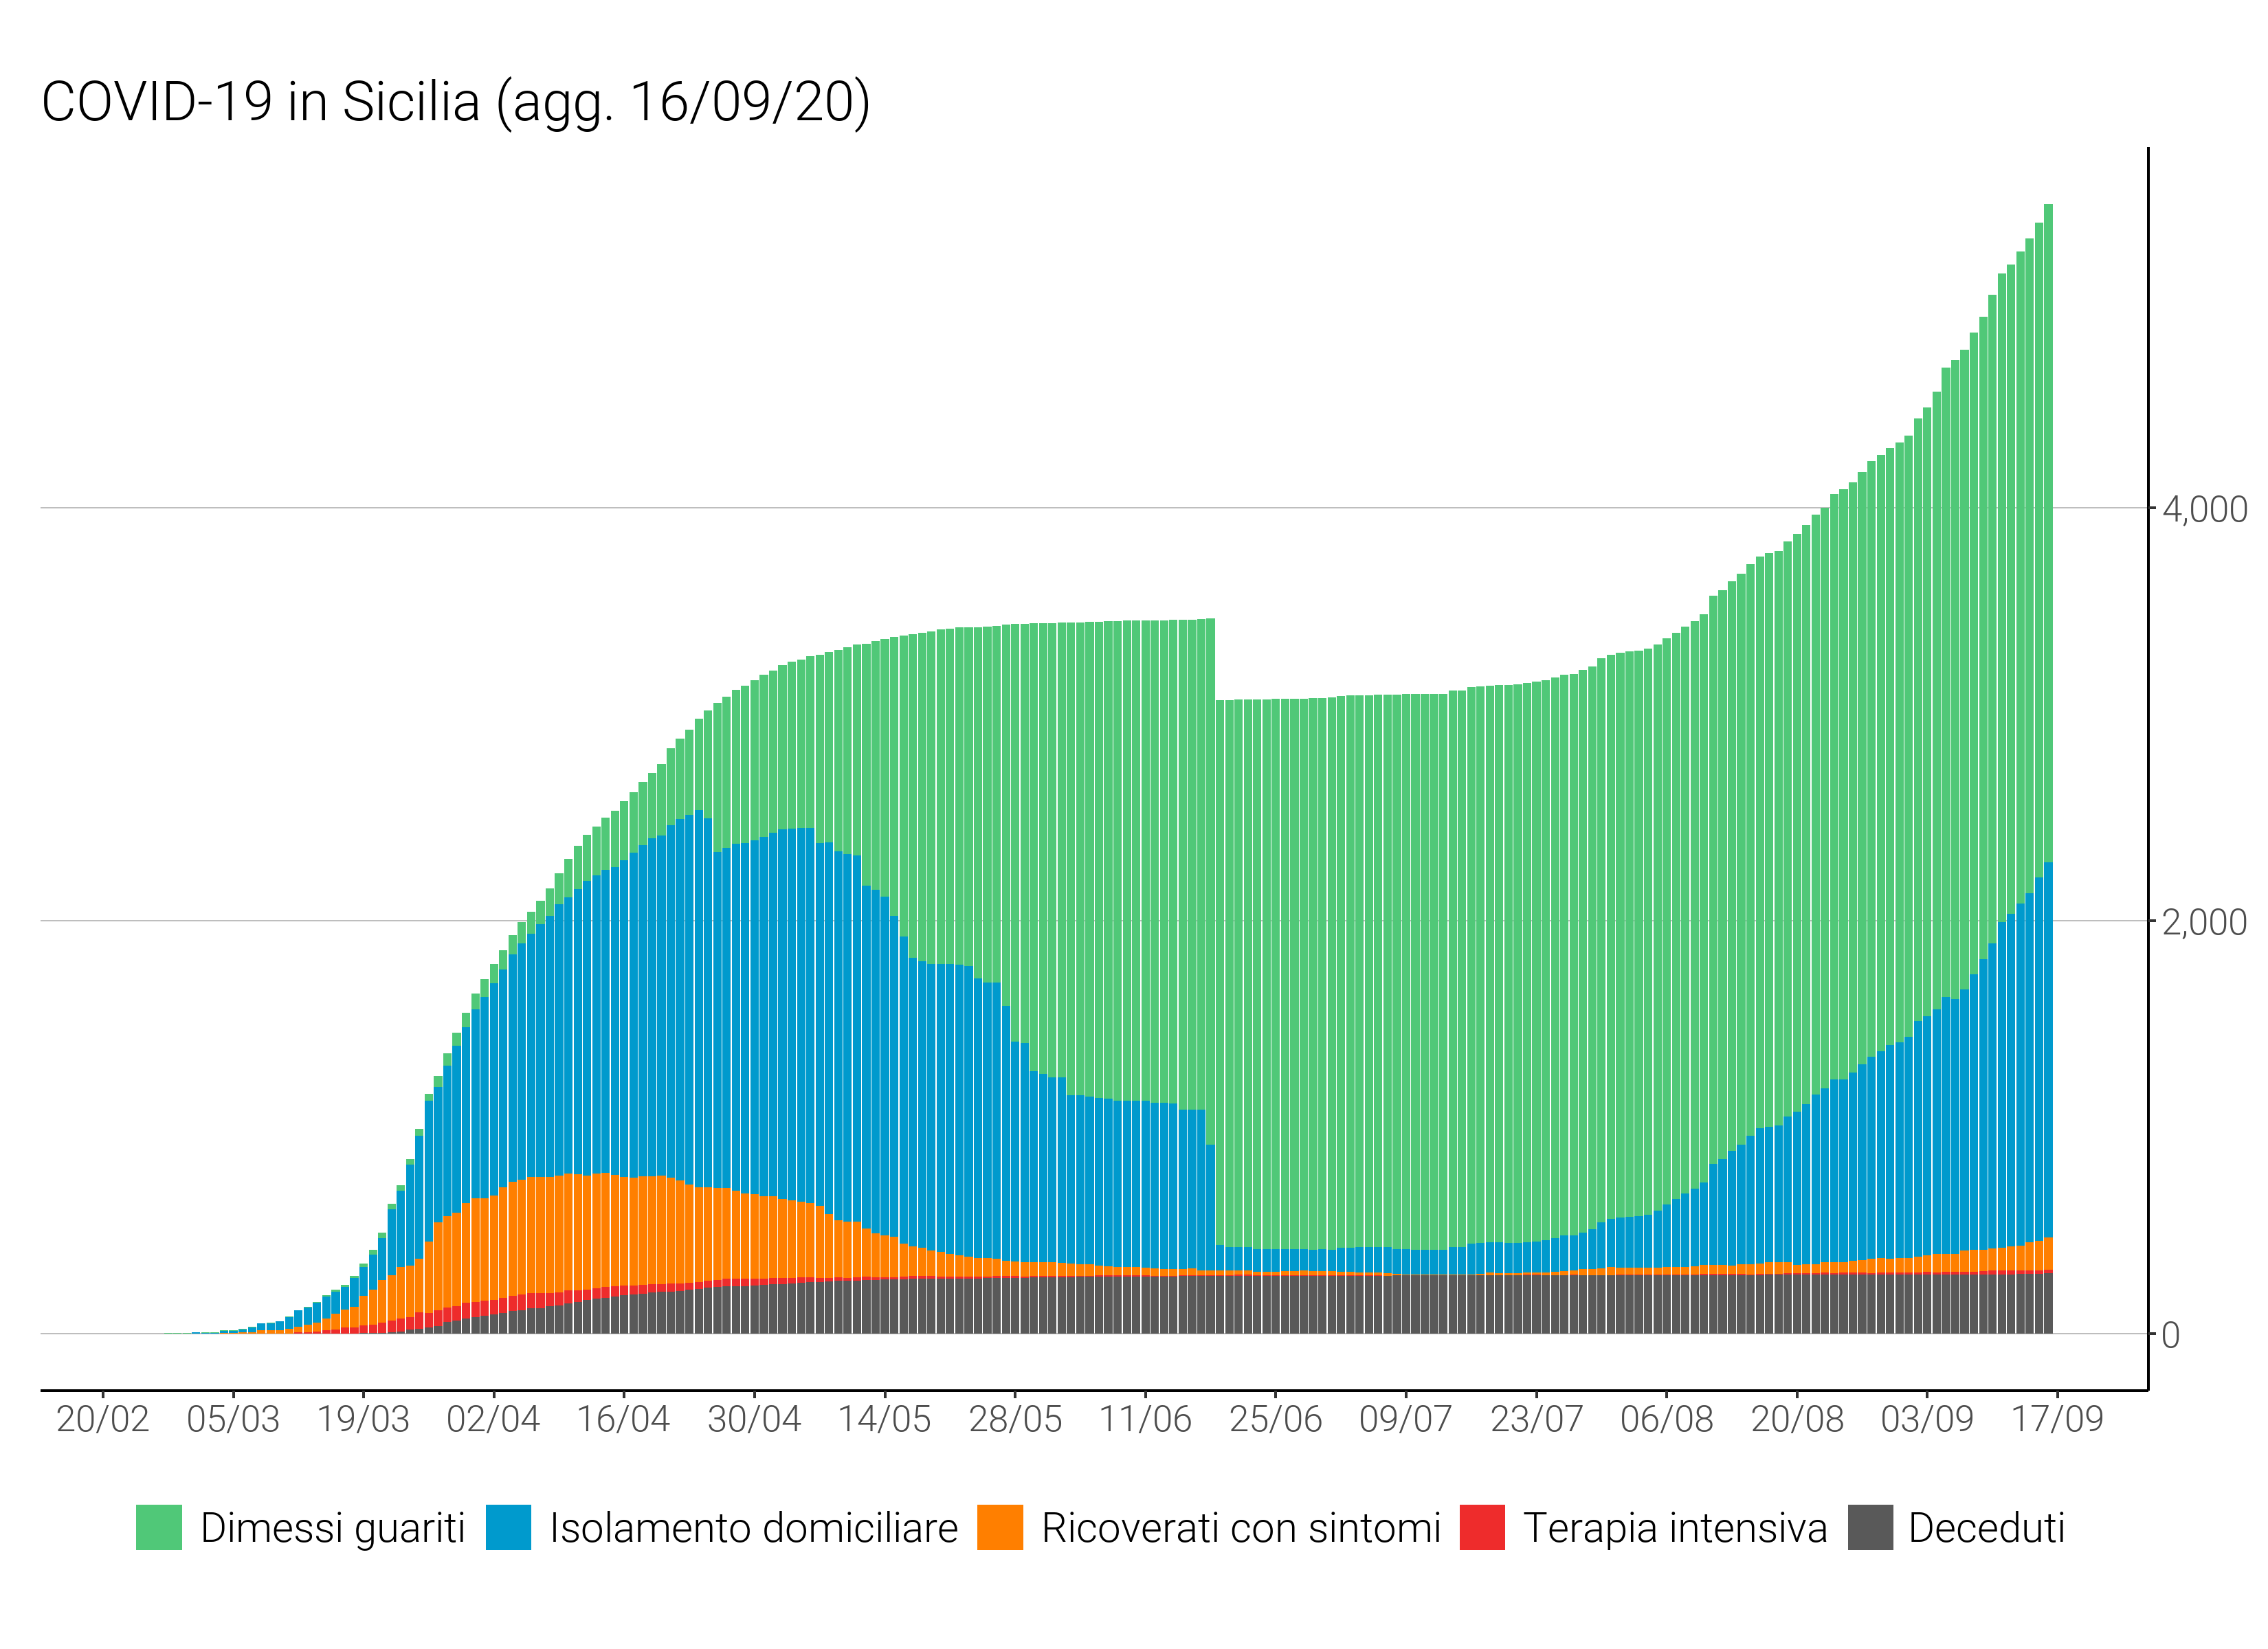 COVID-19 in Sicilia (agg. 16/09/20)
4,000
2,000
0
20/02 05/03 19/03 02/04 16/04 30/04 14/05 28/05 11/06 25/06 09/07 23/07 06/08 20/08 03/09 17/09
Dimessi guariti Isolamento domiciliare Ricoverati con sintomi Terapia intensiva Deceduti